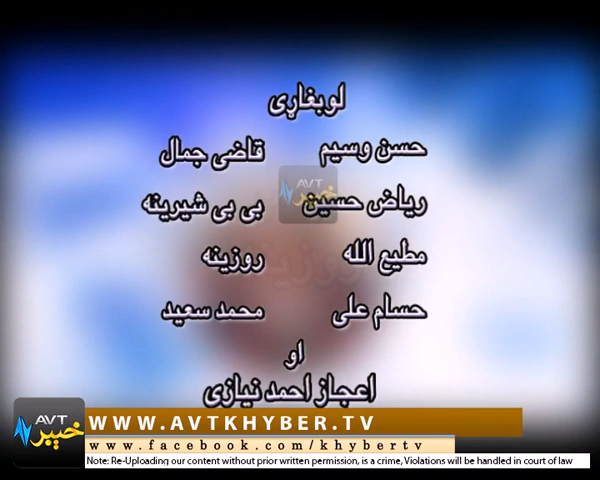 لوبغاړی
حسن وسیم قاضی جمال
AVT خیبر
ریاض حسین بی بی شیرینه
مطیع الله روزینه
حسام علی محمد سعید
او
اعجاز احمد نیازی
AVT خیبر
WWW.AVTKHYBER.TV
www.facebook.com/khybertv
Note: Re-Uploading our content without prior written permission, is a crime, Violations will be handled in court of law